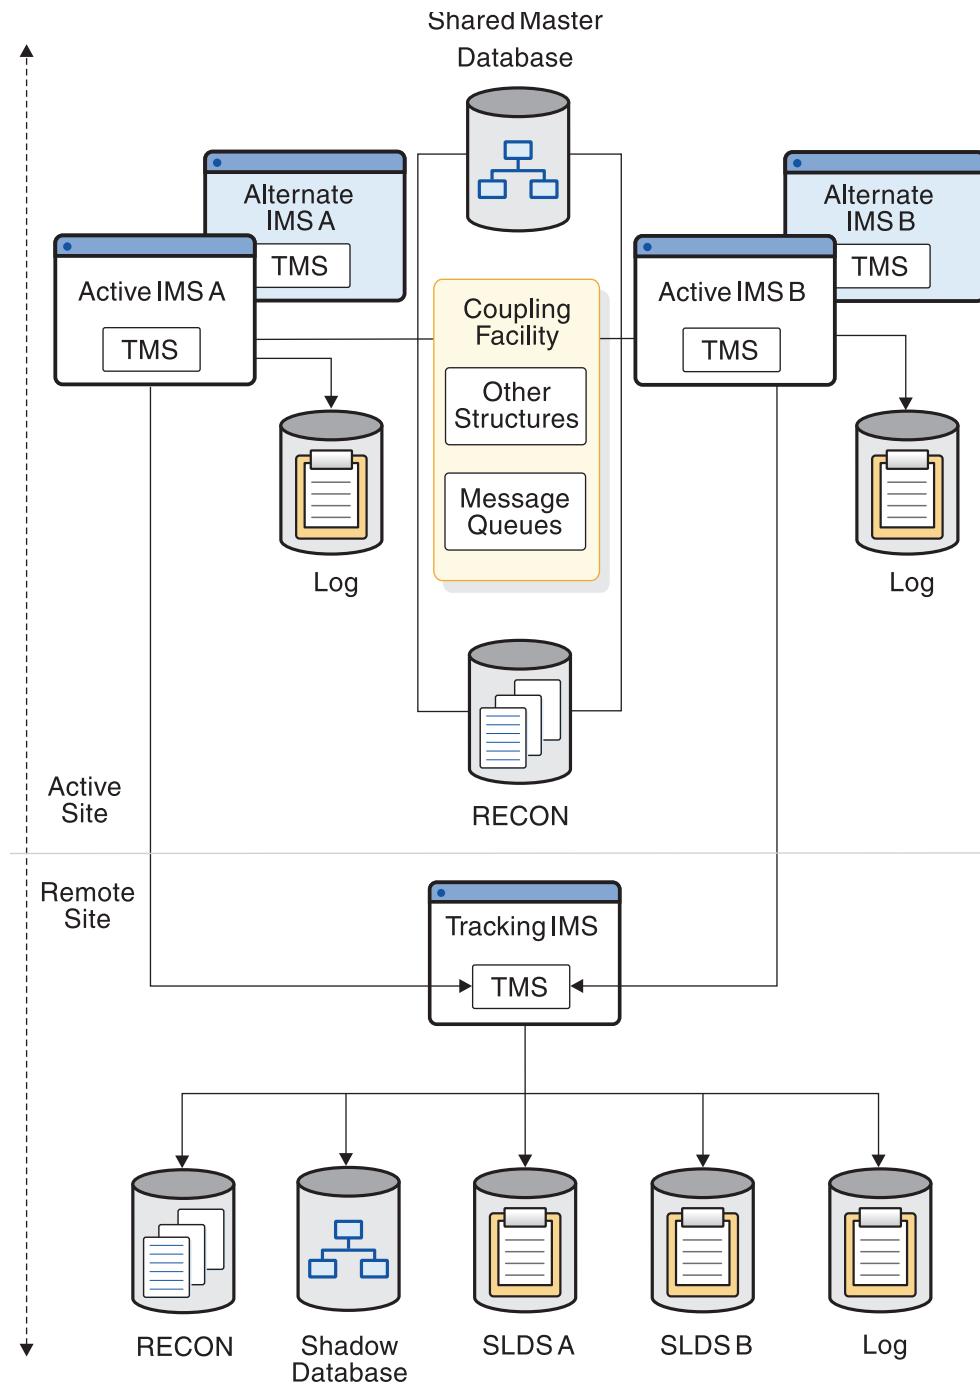 Shared Master
Database
Alternate
IMS A
TMS
Active IMS A
TMS
Alternate
IMS B
TMS
Active IMS B
TMS
Coupling
Facility
Other
Structures
Message
Queues
Log
Log
RECON
Active
Site
Remote
Site
Tracking IMS
TMS
RECON
Shadow
Database
SLDS A
SLDS B
Log